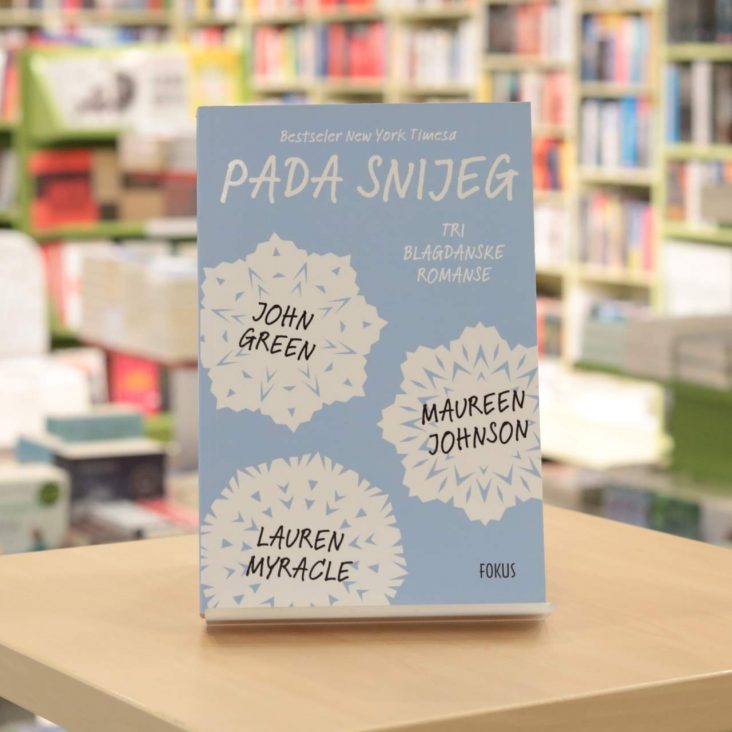 Bestseler New York Timesa
PADA SNIJEG
TRI
BLAGDANSKE
ROMANSE
JOHN
GREEN
MAUREEN
JOHNSON
LAUREN
MYRACLE
FOKUS